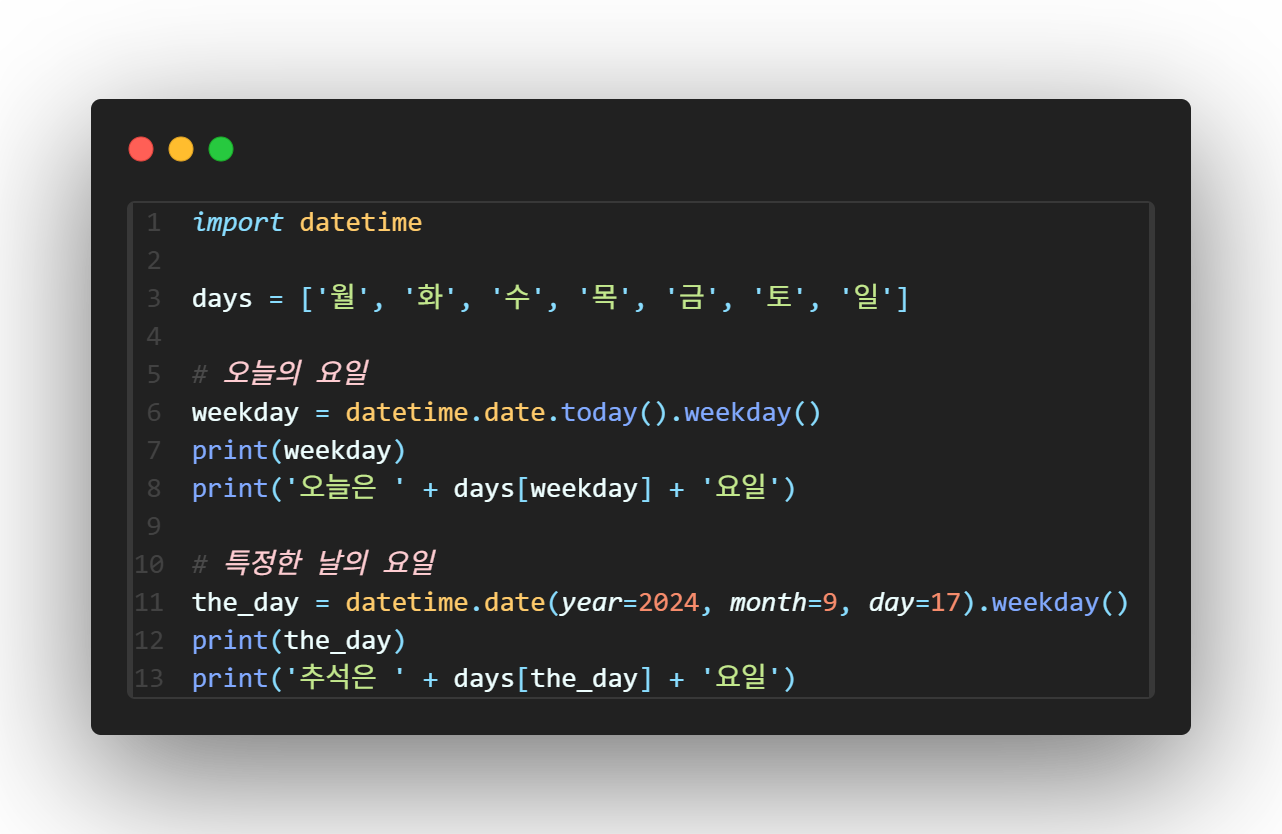 1 import datetime
2
3 days = ['월', '화', '수', '목', '금', '토', '일']
4
5 # 오늘의 요일
6 weekday = datetime.date.today().weekday()
7 print(weekday)
8 print('오늘은 ' + days[weekday] + '요일')
9
10 # 특정한 날의 요일
11 the_day = datetime.date(year=2024, month=9, day=17).weekday()
12 print(the_day)
13 print('추석은 ' + days[the_day] + '요일')